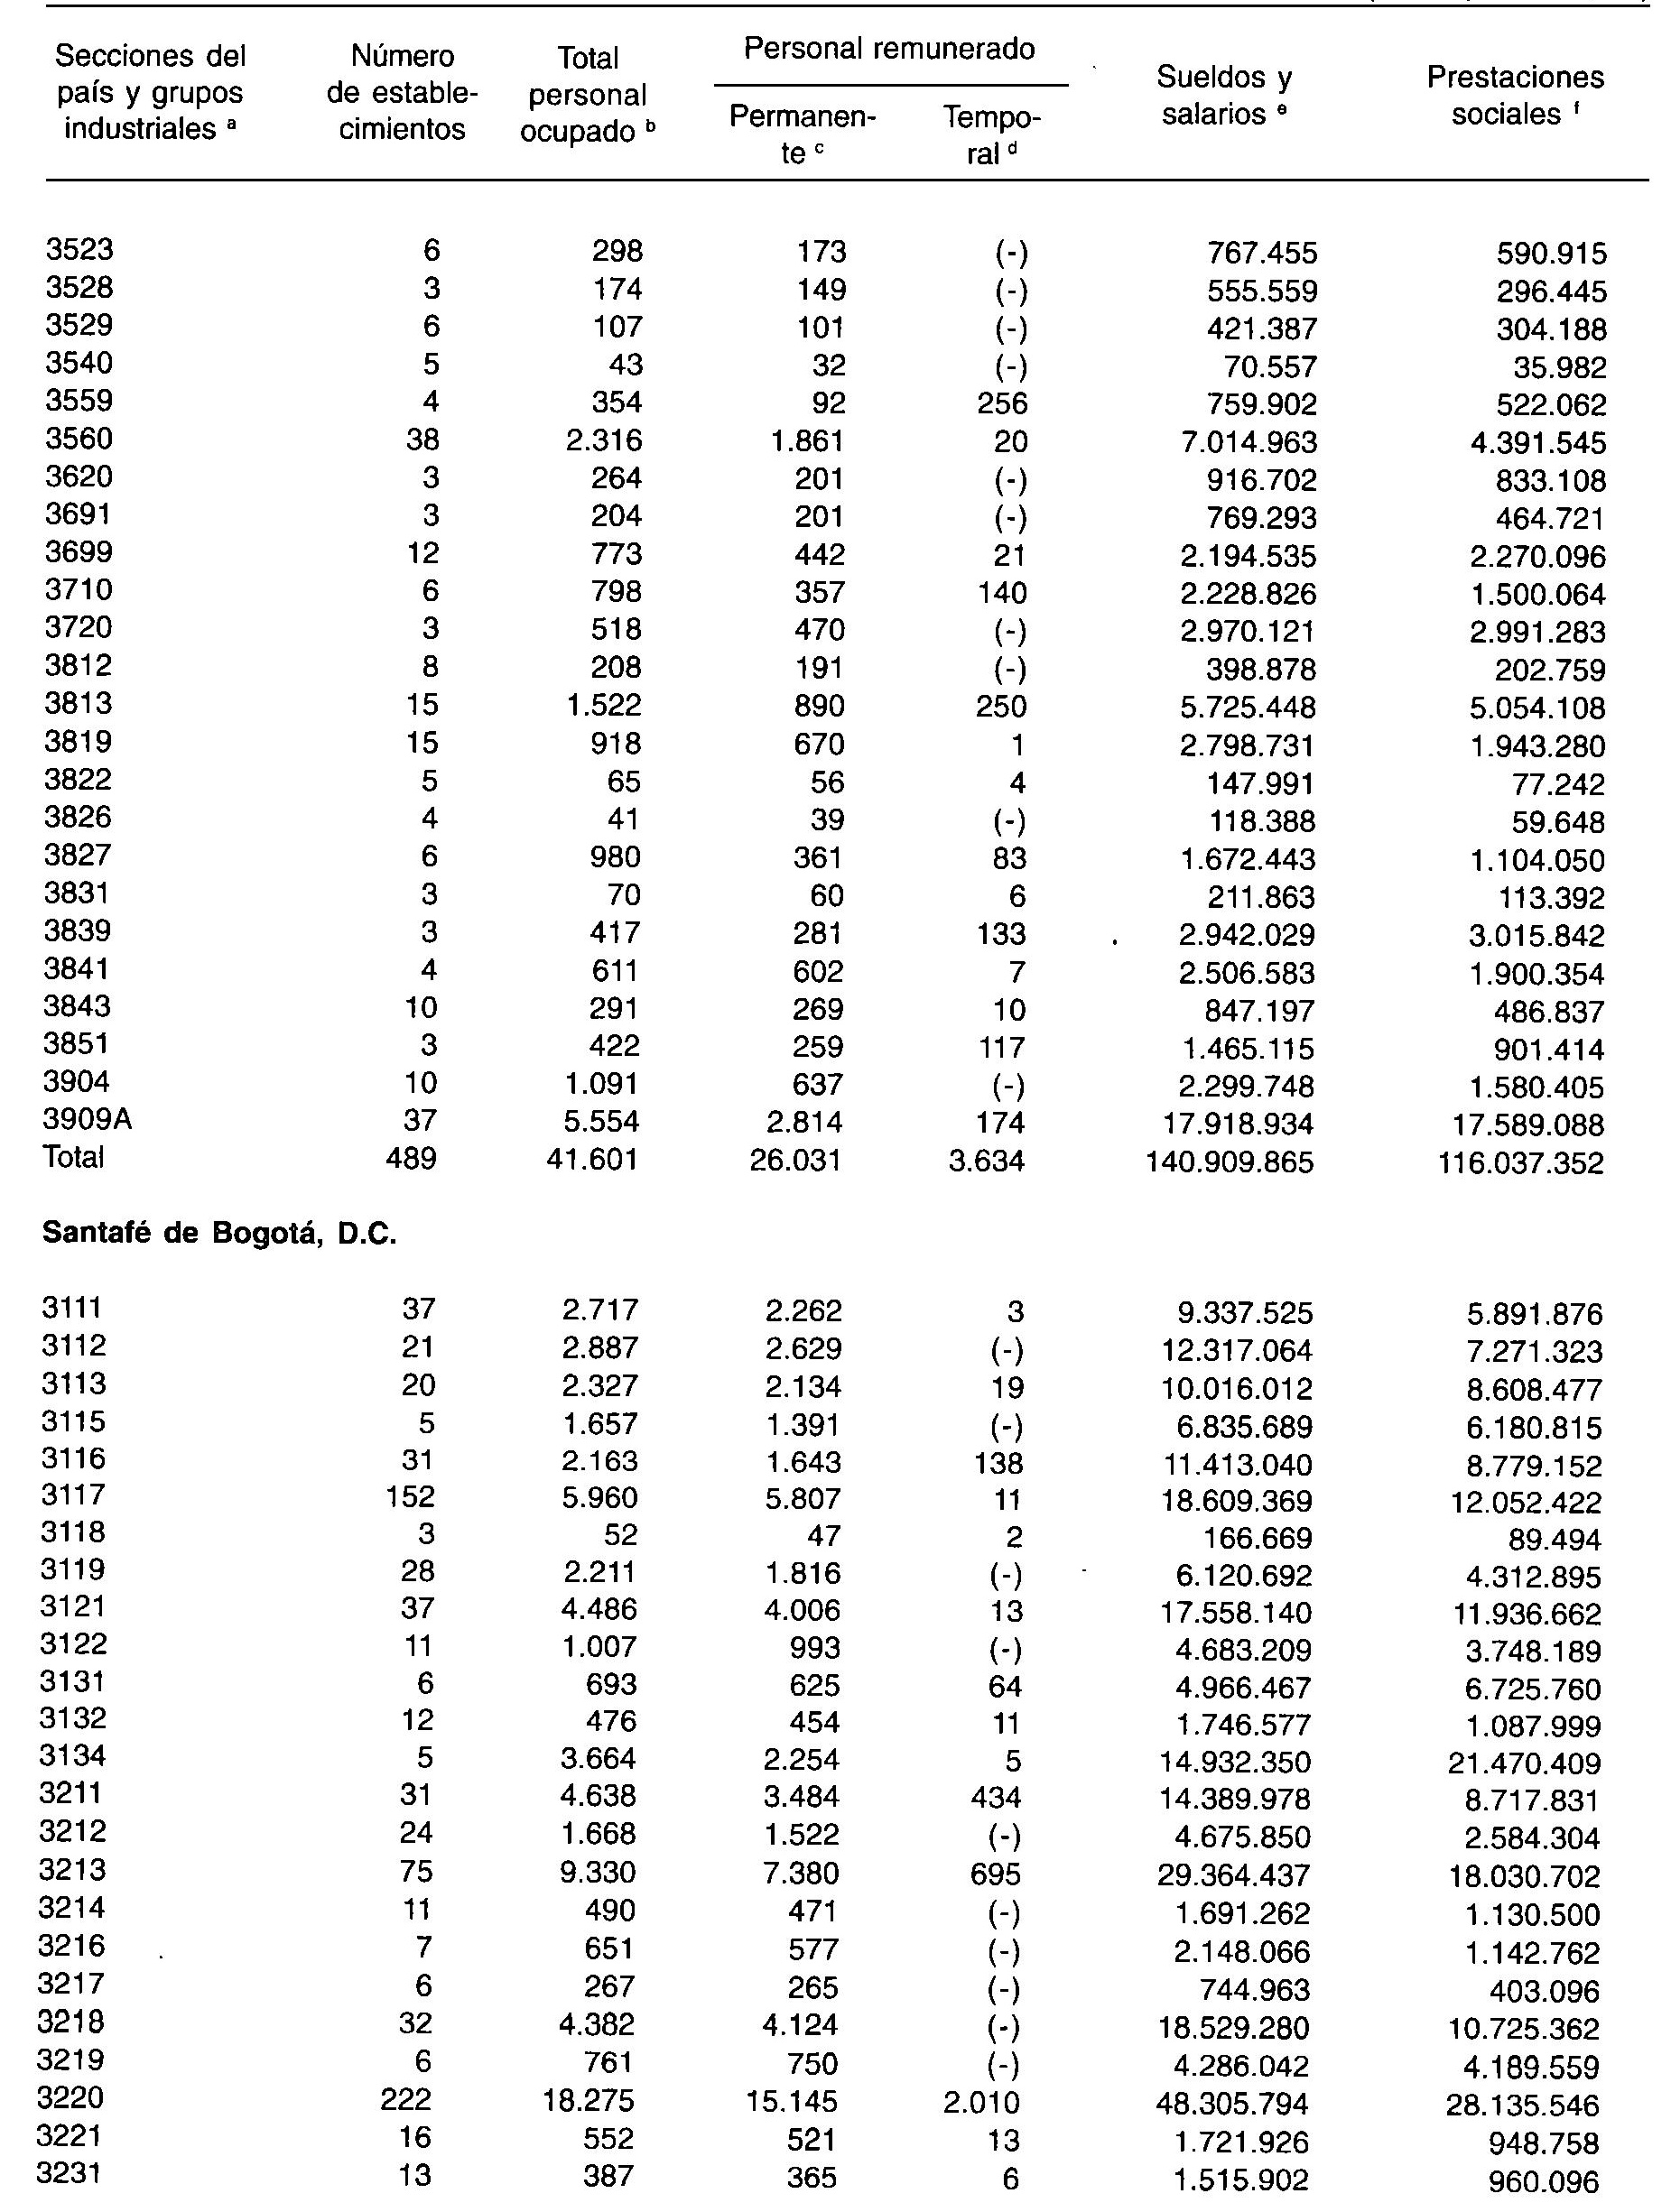 Secciones del país y grupos industriales a	Número de estable-cimientos	Total personal ocupado b	Personal remunerado Permanen-te c	Tempo-ral d	Sueldos y salarios e	Prestaciones sociales f
3523	6	298	173	(-)	767.455	590.915
3528	3	174	149	(-)	555.559	296.445
3529	6	107	101	(-)	421.387	304.188
3540	5	43	32	(-)	70.557	35.982
3559	4	354	92	256	759.902	522.062
3560	38	2.316	1.861	20	7.014.963	4.391.545
3620	3	264	201	(-)	916.702	833.108
3691	3	204	201	(-)	769.293	464.721
3699	12	773	442	21	2.194.535	2.270.096
3710	6	798	357	140	2.228.826	1.500.064
3720	3	518	470	(-)	2.970.121	2.991.283
3812	8	208	191	(-)	398.878	202.759
3813	15	1.522	890	250	5.725.448	5.054.108
3819	15	918	670	1	2.798.731	1.943.280
3822	5	65	56	4	147.991	77.242
3826	4	41	39	(-)	118.388	59.648
3827	6	980	361	83	1.672.443	1.104.050
3831	3	70	60	6	211.863	113.392
3839	3	417	281	133	2.942.029	3.015.842
3841	4	611	602	7	2.506.583	1.900.354
3843	10	291	269	10	847.197	486.837
3851	3	422	259	117	1.465.115	901.414
3904	10	1.091	637	(-)	2.299.748	1.580.405
3909A	37	5.554	2.814	174	17.918.934	17.589.088
Total	489	41.601	26.031	3.634	140.909.865	116.037.352
Santafé de Bogotá, D.C.
3111	37	2.717	2.262	3	9.337.525	5.891.876
3112	21	2.887	2.629	(-)	12.317.064	7.271.323
3113	20	2.327	2.134	19	10.016.012	8.608.477
3115	5	1.657	1.391	(-)	6.835.689	6.180.815
3116	31	2.163	1.643	138	11.413.040	8.779.152
3117	152	5.960	5.807	11	18.609.369	12.052.422
3118	3	52	47	2	166.669	89.494
3119	28	2.211	1.816	(-)	6.120.692	4.312.895
3121	37	4.486	4.006	13	17.558.140	11.936.662
3122	11	1.007	993	(-)	4.683.209	3.748.189
3131	6	693	625	64	4.966.467	6.725.760
3132	12	476	454	11	1.746.577	1.087.999
3134	5	3.664	2.254	5	14.932.350	21.470.409
3211	31	4.638	3.484	434	14.389.978	8.717.831
3212	24	1.668	1.522	(-)	4.675.850	2.584.304
3213	75	9.330	7.380	695	29.364.437	18.030.702
3214	11	490	471	(-)	1.691.262	1.130.500
3216	7	651	577	(-)	2.148.066	1.142.762
3217	6	267	265	(-)	744.963	403.096
3218	32	4.382	4.124	(-)	18.529.280	10.725.362
3219	6	761	750	(-)	4.286.042	4.189.559
3220	222	18.275	15.145	2.010	48.305.794	28.135.546
3221	16	552	521	13	1.721.926	948.758
3231	13	387	365	6	1.515.902	960.096